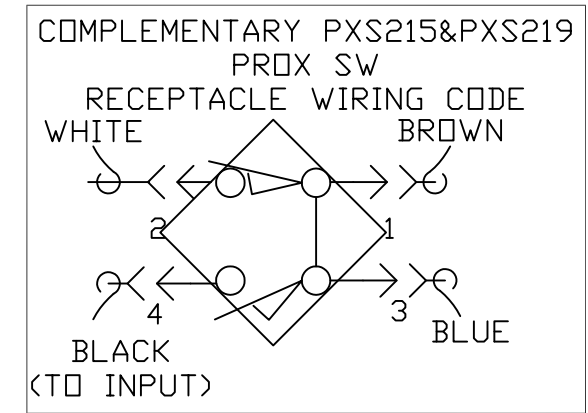 COMPLEMENTARY PXS215&PXS219
PROX SW
RECEPTACLE WIRING CODE
WHITE
BROWN
2
1
4
3
BLACK
(TO INPUT)
BLUE